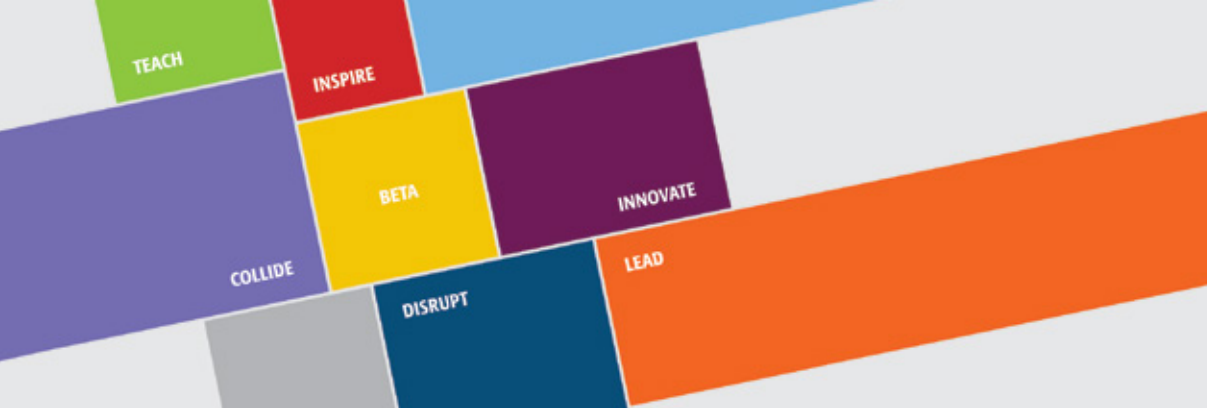 TEACH
INSPIRE
BETA
INNOVATE
COLLIDE
LEAD
DISRUPT